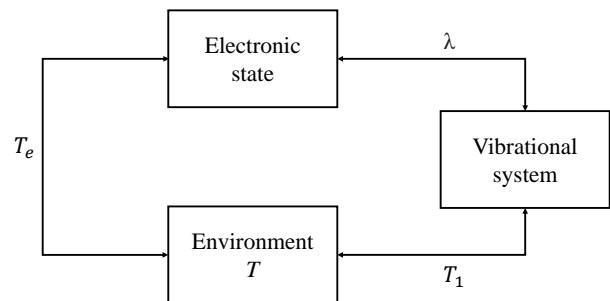 Electronic
state
λ
Vibrational
system
T_e
Environment
T
T_1